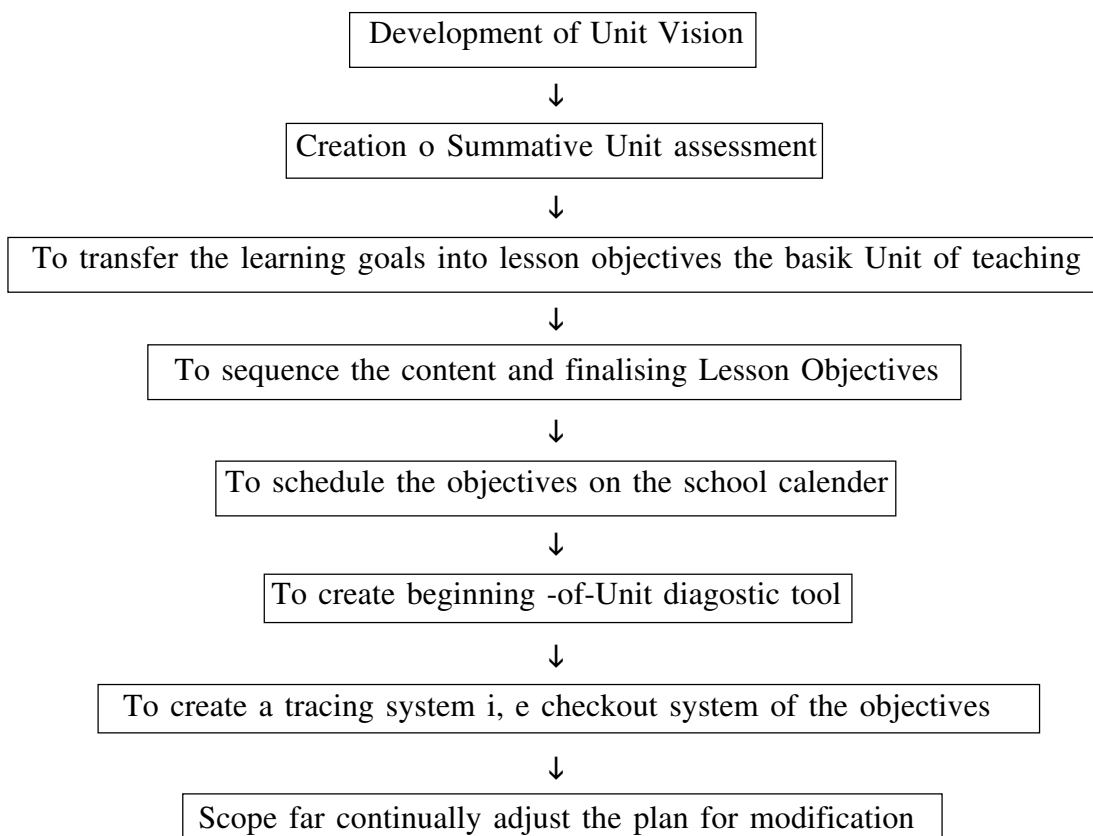 Development of Unit Vision
↓
Creation o Summative Unit assessment
↓
To transfer the learning goals into lesson objectives the basik Unit of teaching
↓
To sequence the content and finalising Lesson Objectives
↓
To schedule the objectives on the school calender
↓
To create beginning -of-Unit diagostic tool
↓
To create a tracing system i, e checkout system of the objectives
↓
Scope far continually adjust the plan for modification